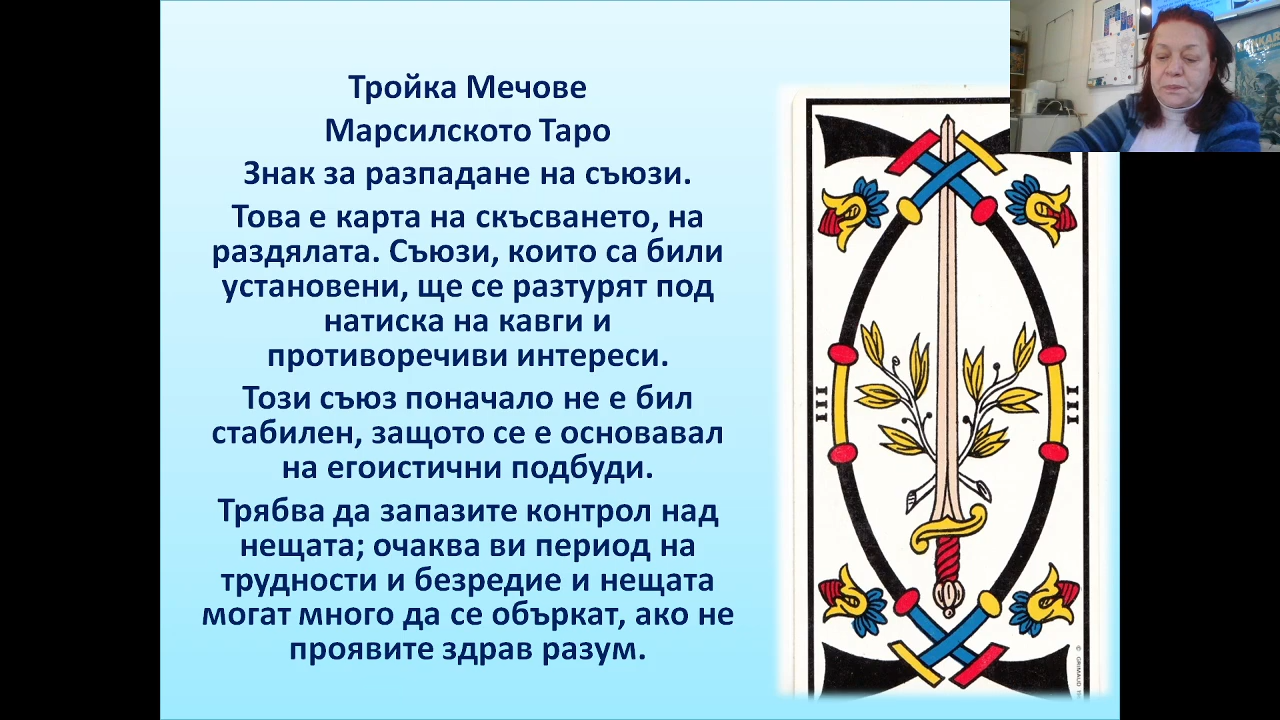 Тройка Мечове
Марсилското Таро
Знак за разпадане на съюзи.
Това е карта на скъсването, на
раздялата. Съюзи, които са били
установени, ще се разтурят под
натиска на кавги и
противоречиви интереси.
Този съюз поначало не е бил
стабилен, защото се е основавал
на егоистични подбуди.
Трябва да запазите контрол над
нещата; очаква ви период на
трудности и безредие и нещата
могат много да се объркат, ако не
проявите здрав разум.
III
III
© GRIMAUD